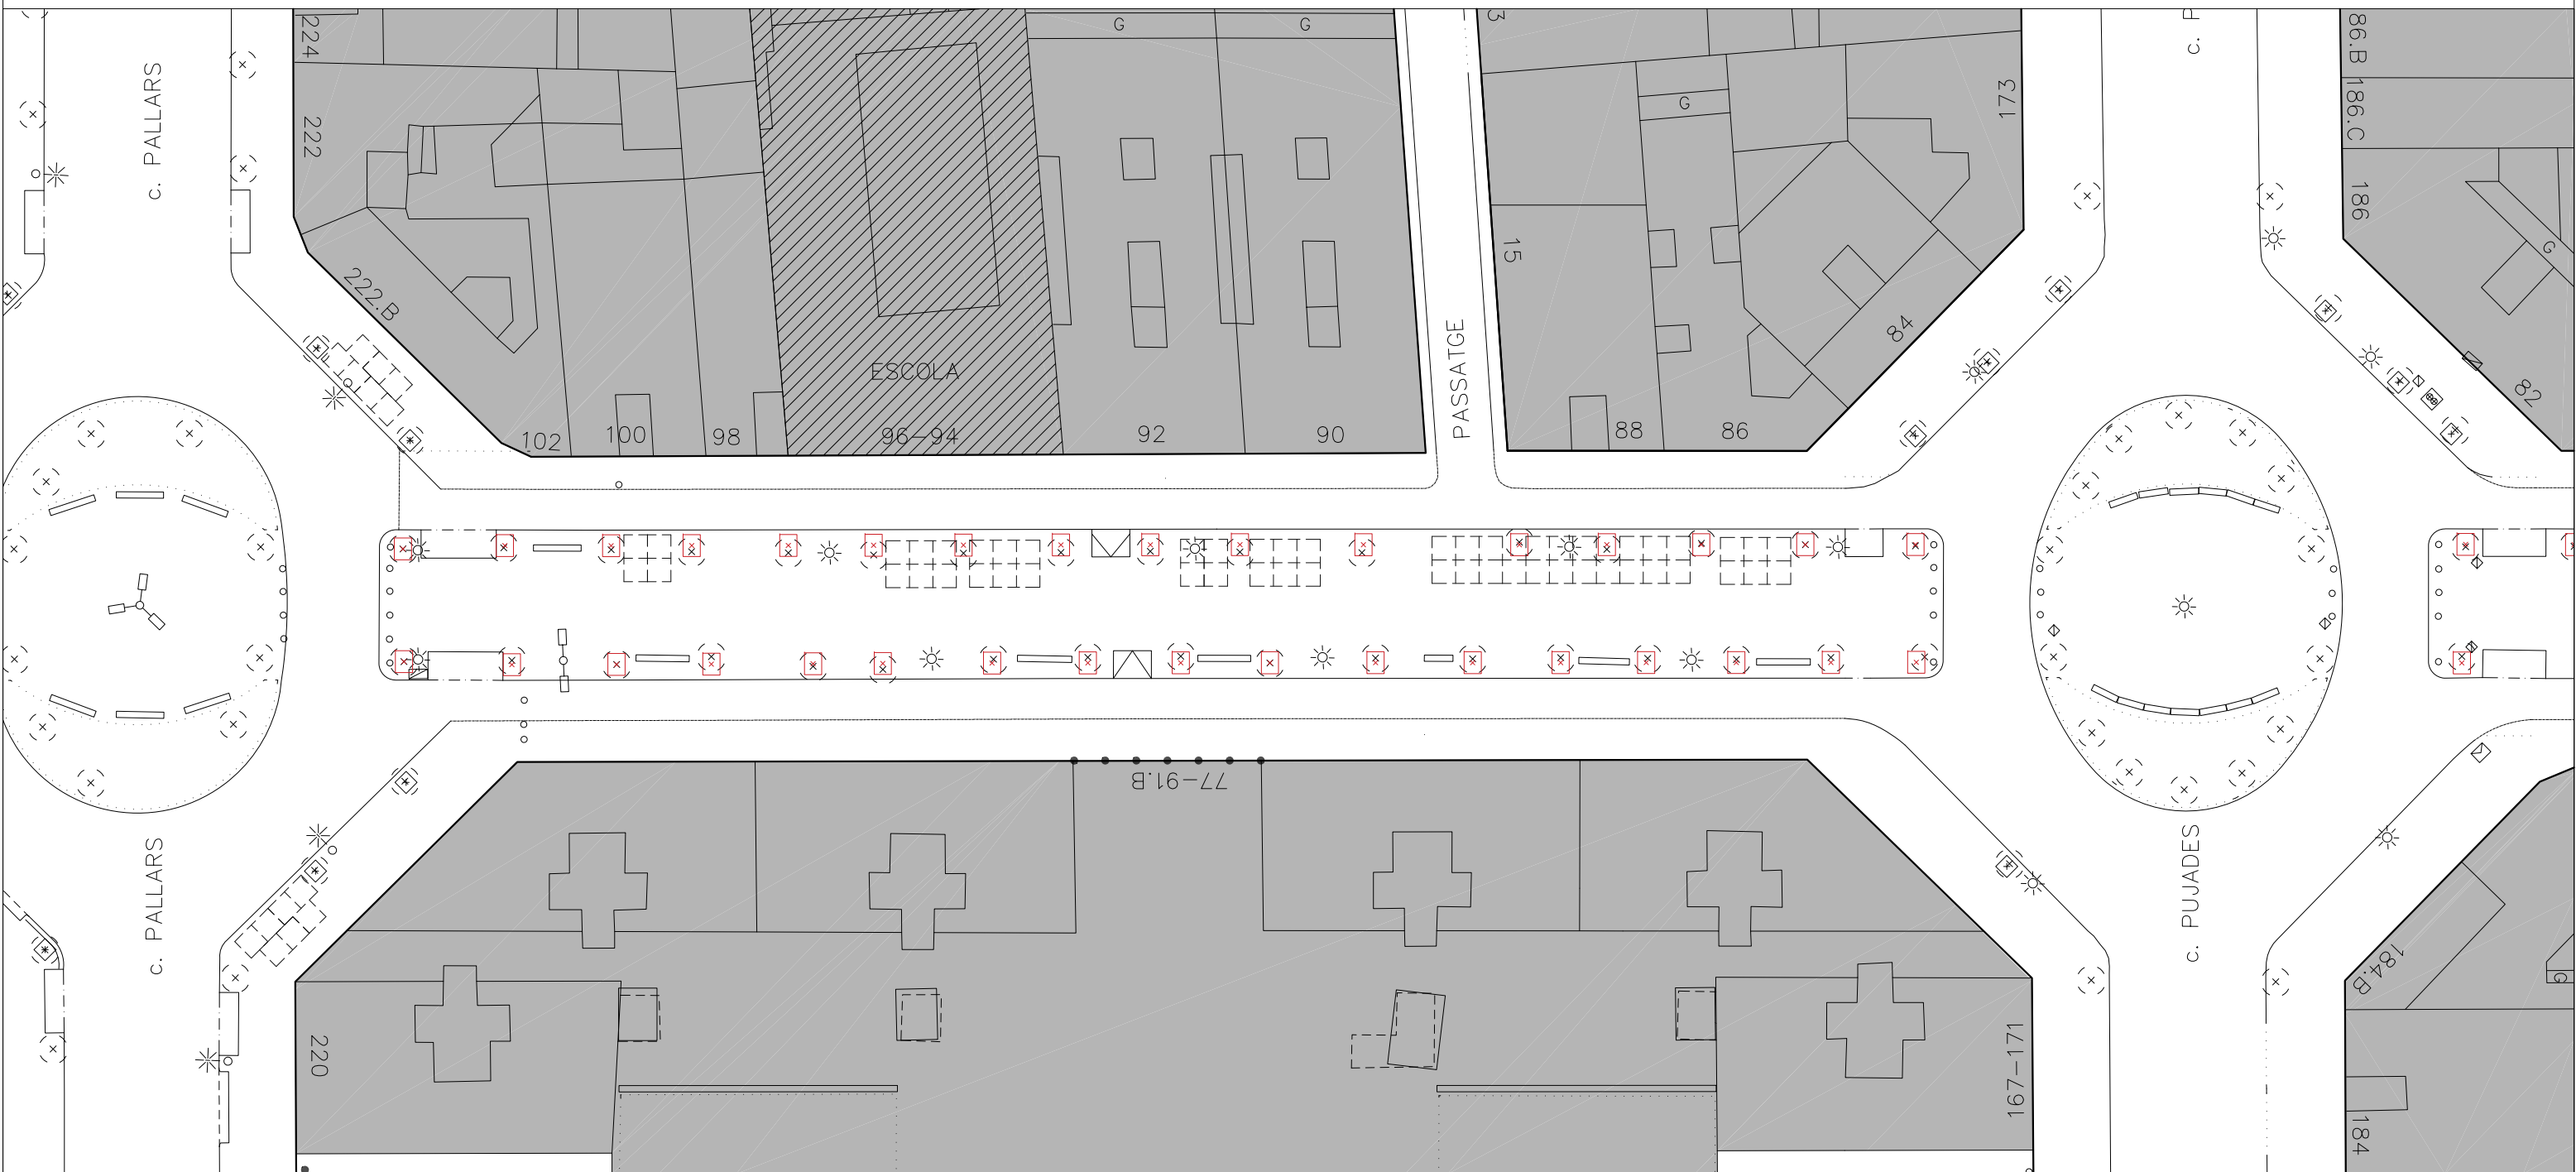 224
G
G
3
c. P
86.B
c. PALLARS
222
G
173
186.C
186
15
G
222.B
PASSATGE
84
ESCOLA
82
102
100
98
96-94
92
90
88
86
77-91.B
c. PALLARS
c. PUJADES
184.B
G
220
167-171
184